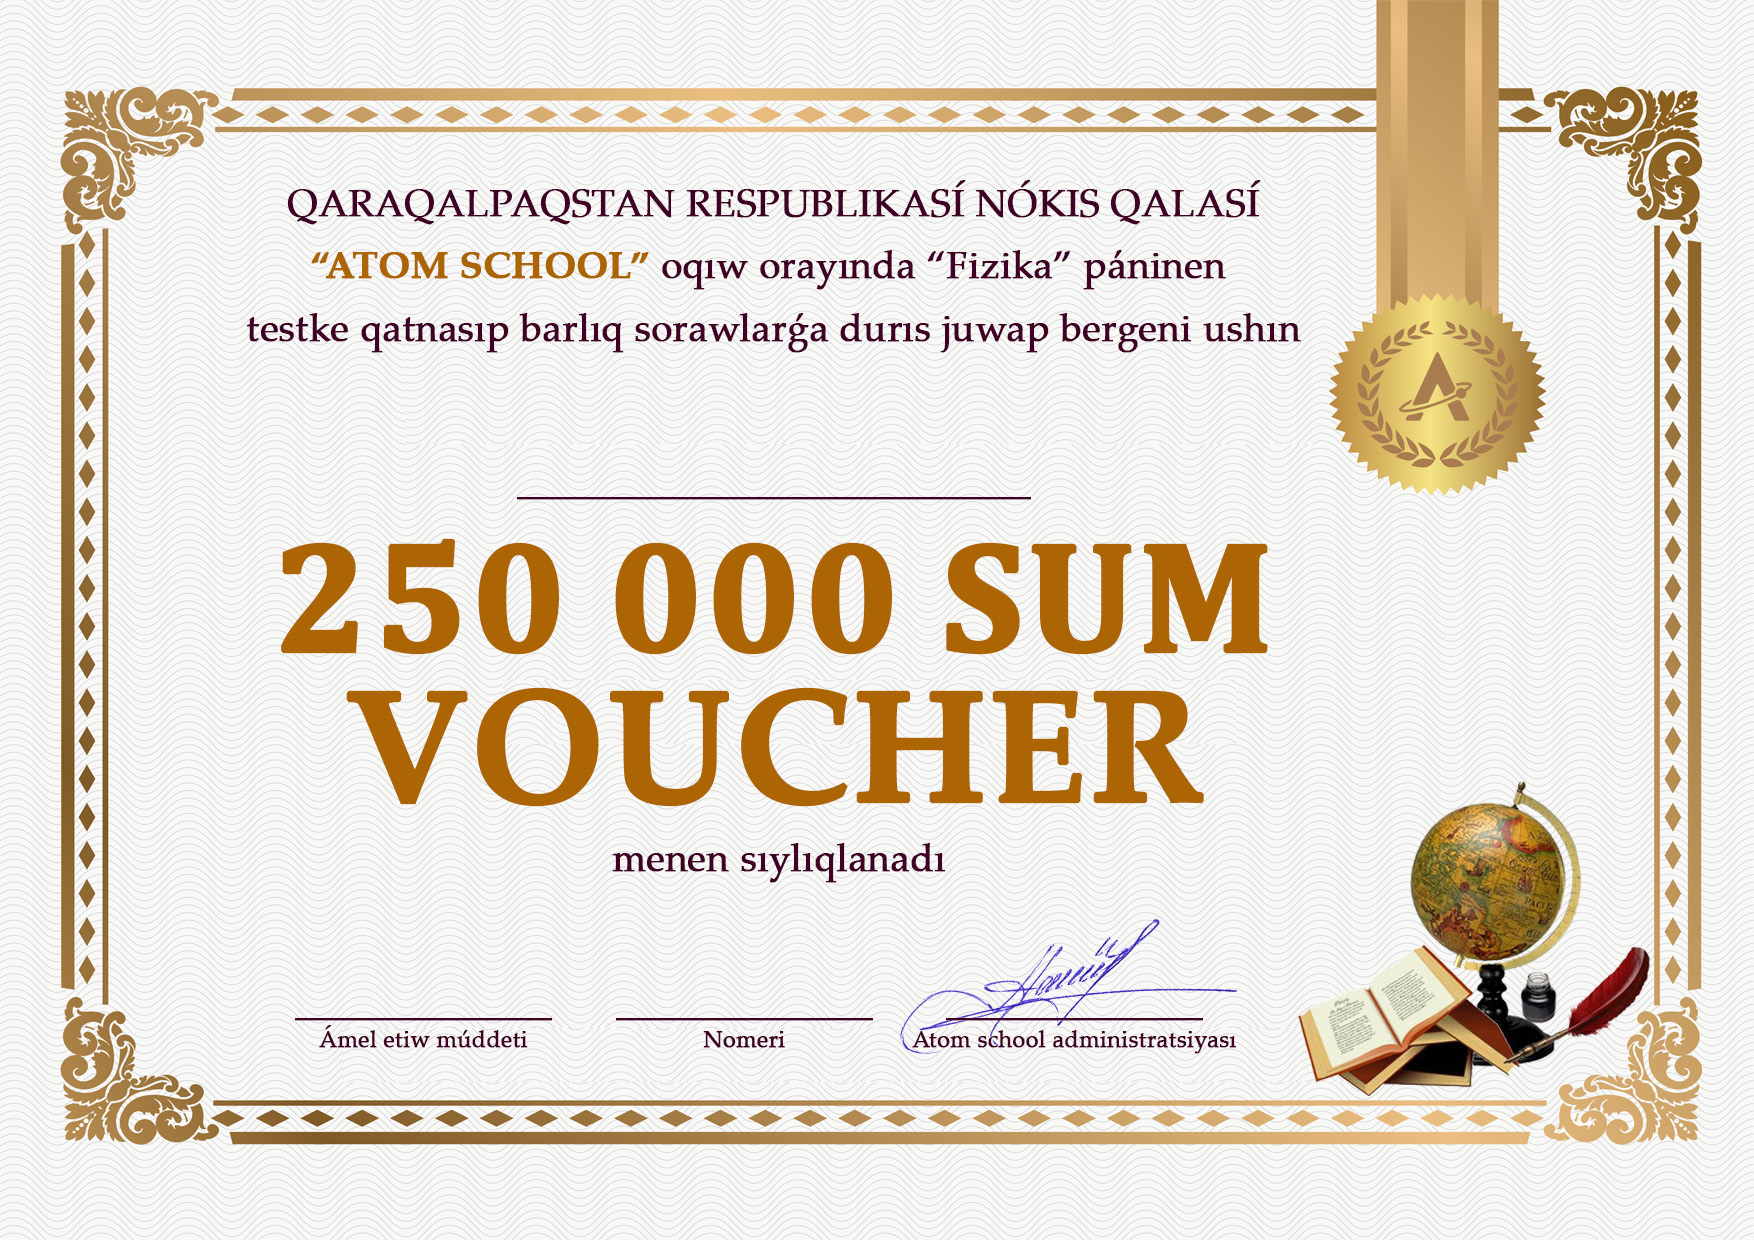 QARAQALPAQSTAN RESPUBLIKASÍ NÓKIS QALASÍ
“ATOM SCHOOL” oqıw orayında “Fizika” páninen
testke qatnasıp barlıq sorawlarǵa durıs juwap bergeni ushın
250 000 SUM
VOUCHER
menen sıylıqlanadı
Ámel etiw múddeti
Nomeri
Atom school administratsiyası